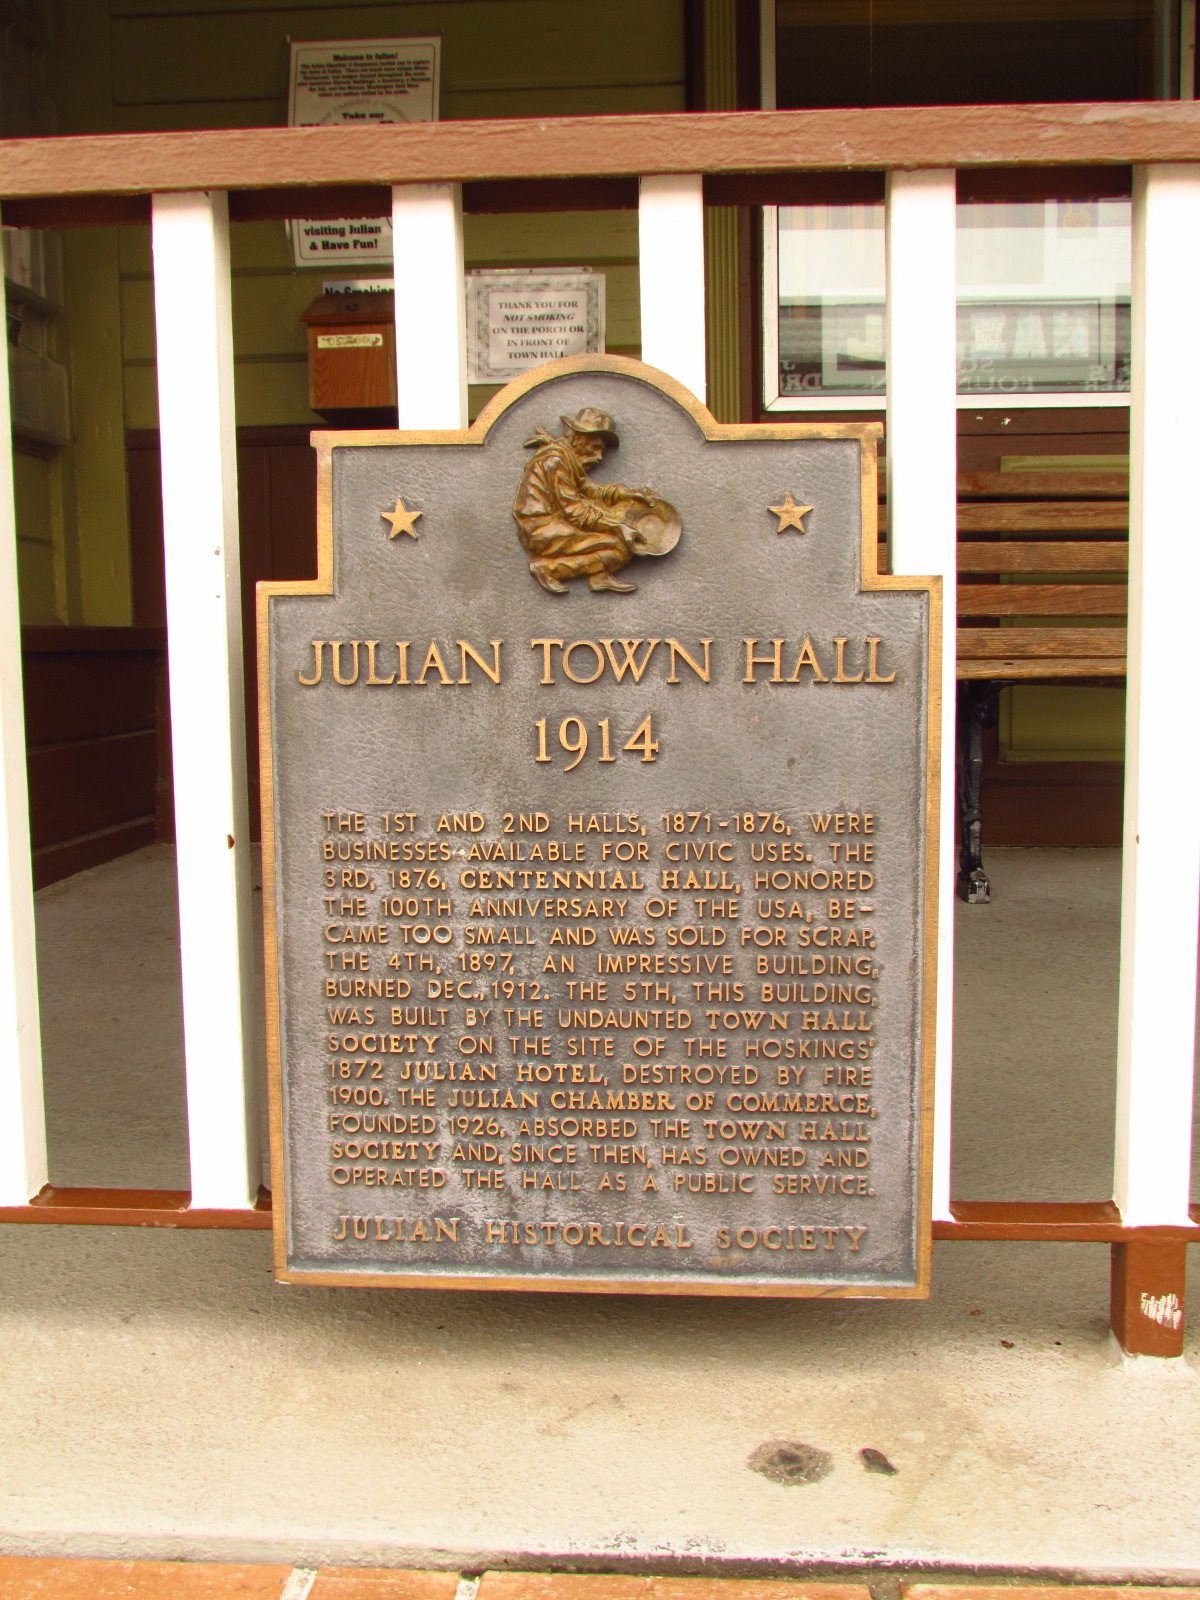 Welcome to Julian!
Take our
visiting Julian
& Have Fun!
No Smoking
THANK YOU FOR
NOT SMOKING
ON THE PORCH OR
IN FRONT OF
TOWN HALL
JULIAN TOWN HALL
1914
THE 1ST AND 2ND HALLS, 1871-1876, WERE
BUSINESSES AVAILABLE FOR CIVIC USES. THE
3RD, 1876, CENTENNIAL HALL, HONORED
THE 100TH ANNIVERSARY OF THE USA, BE-
CAME TOO SMALL AND WAS SOLD FOR SCRAP.
THE 4TH, 1897, AN IMPRESSIVE BUILDING,
BURNED DEC., 1912. THE 5TH, THIS BUILDING,
WAS BUILT BY THE UNDAUNTED TOWN HALL
SOCIETY ON THE SITE OF THE HOSKINGS'
1872 JULIAN HOTEL, DESTROYED BY FIRE
1900. THE JULIAN CHAMBER OF COMMERCE,
FOUNDED 1926, ABSORBED THE TOWN HALL
SOCIETY AND, SINCE THEN, HAS OWNED AND
OPERATED THE HALL AS A PUBLIC SERVICE.
JULIAN HISTORICAL SOCIETY